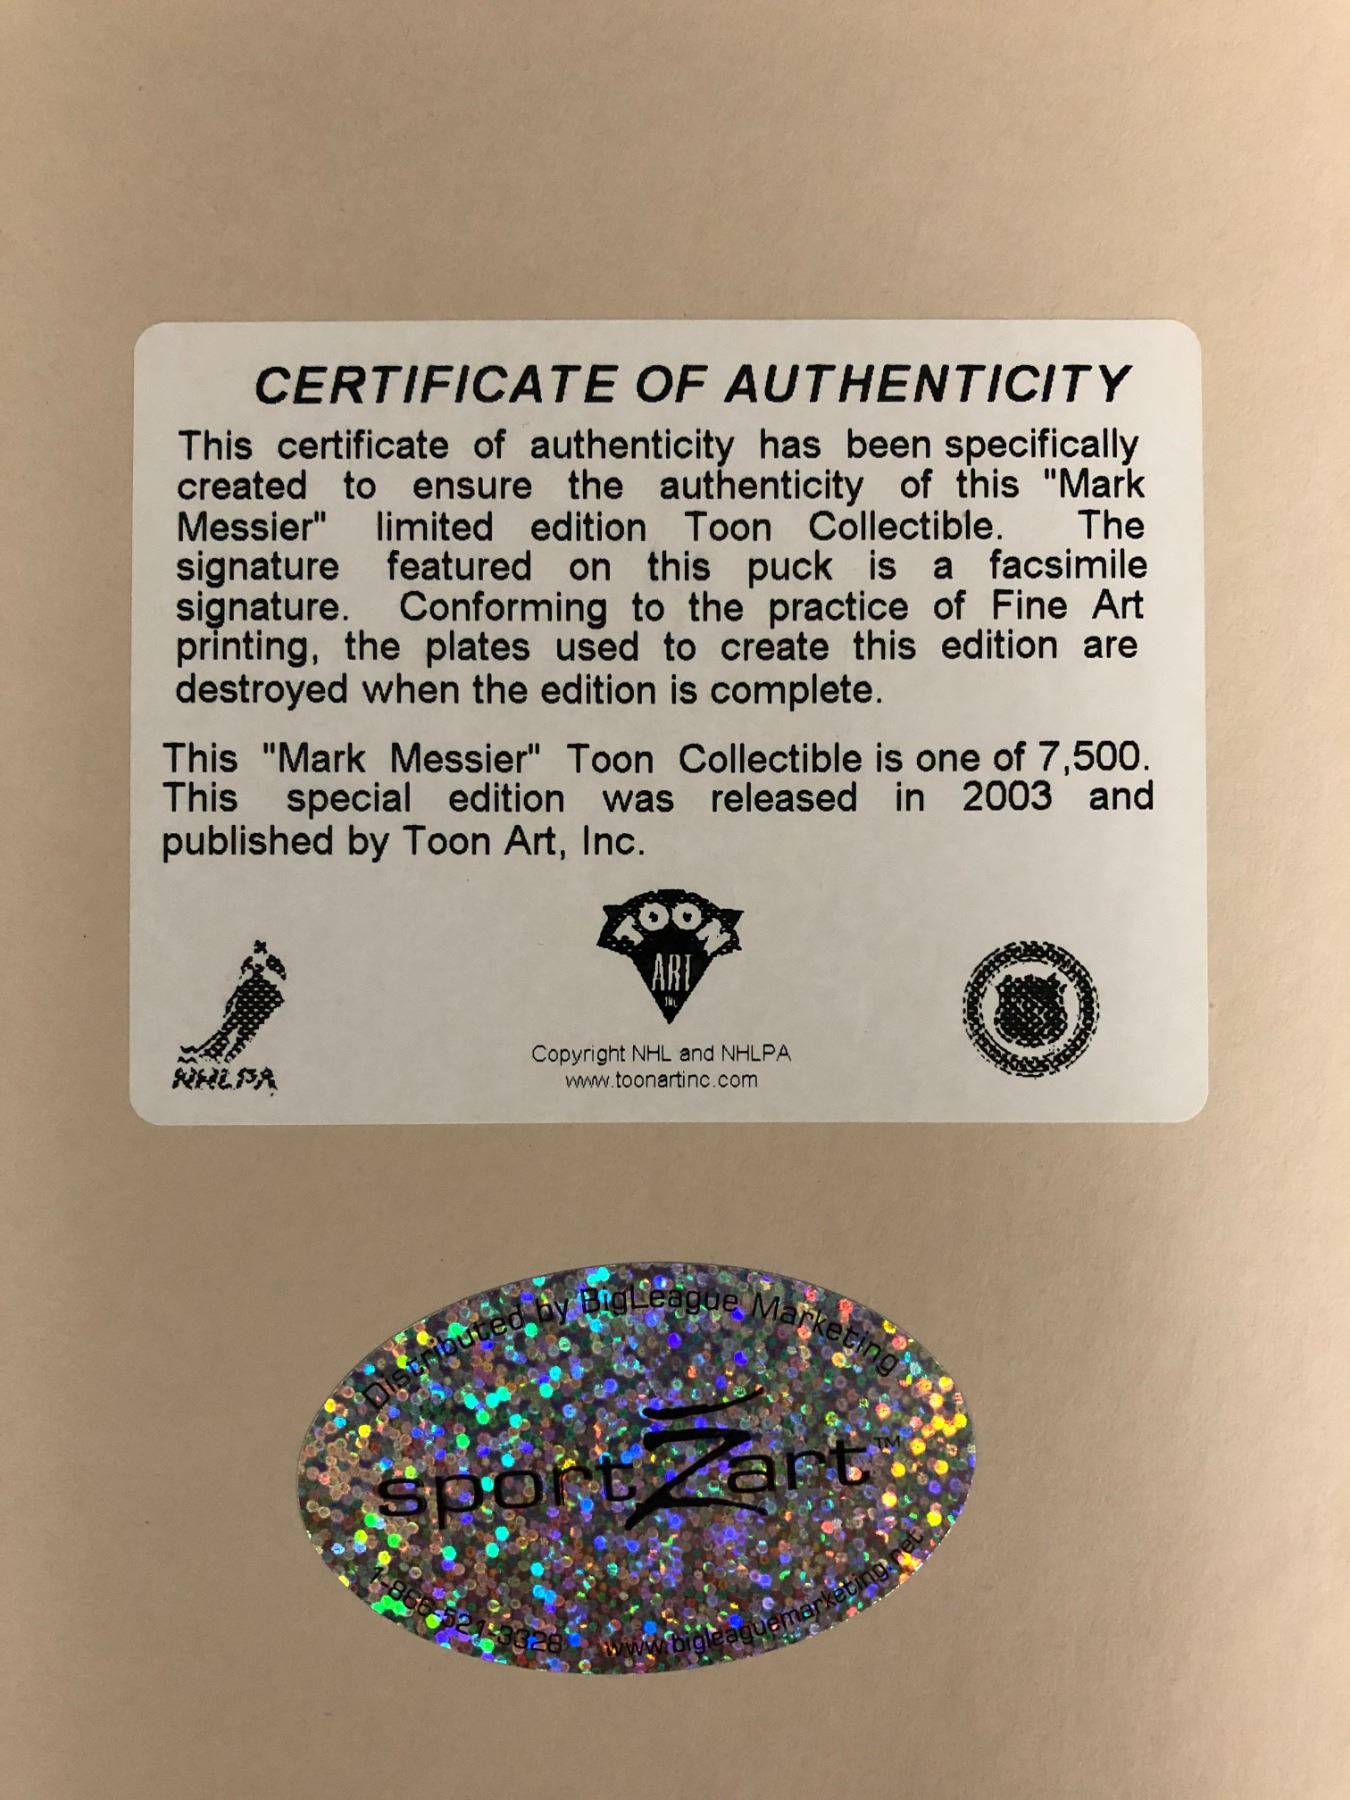 CERTIFICATE OF AUTHENTICITY
This certificate of authenticity has been specifically
created to ensure the authenticity of this "Mark
Messier" limited edition Toon Collectible. The
signature featured on this puck is a facsimile
signature. Conforming to the practice of Fine Art
printing, the plates used to create this edition are
destroyed when the edition is complete.
This "Mark Messier" Toon Collectible is one of 7,500.
This special edition was released in 2003 and
published by Toon Art, Inc.
TOON
ART
INC
NHLPA
Copyright NHL and NHLPA
www.toonartinc.com
Distributed by BigLeague Marketing
sportZart™
1-866-521-3328 www.bigleaguemarketing.net